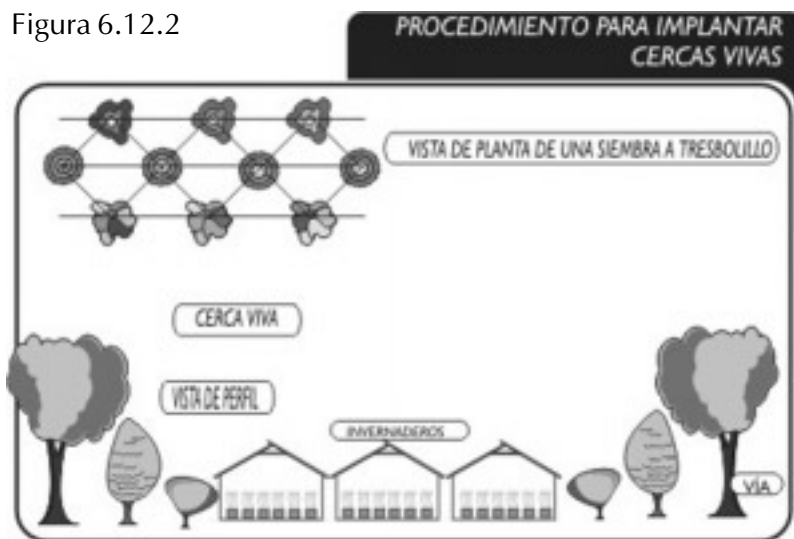 Figura 6.12.2
PROCEDIMIENTO PARA IMPLANTAR
CERCAS VIVAS
VISTA DE PLANTA DE UNA SIEMBRA A TRESBOLILLO
CERCA VIVA
VISTA DE PERFIL
INVERNADEROS
VÍA